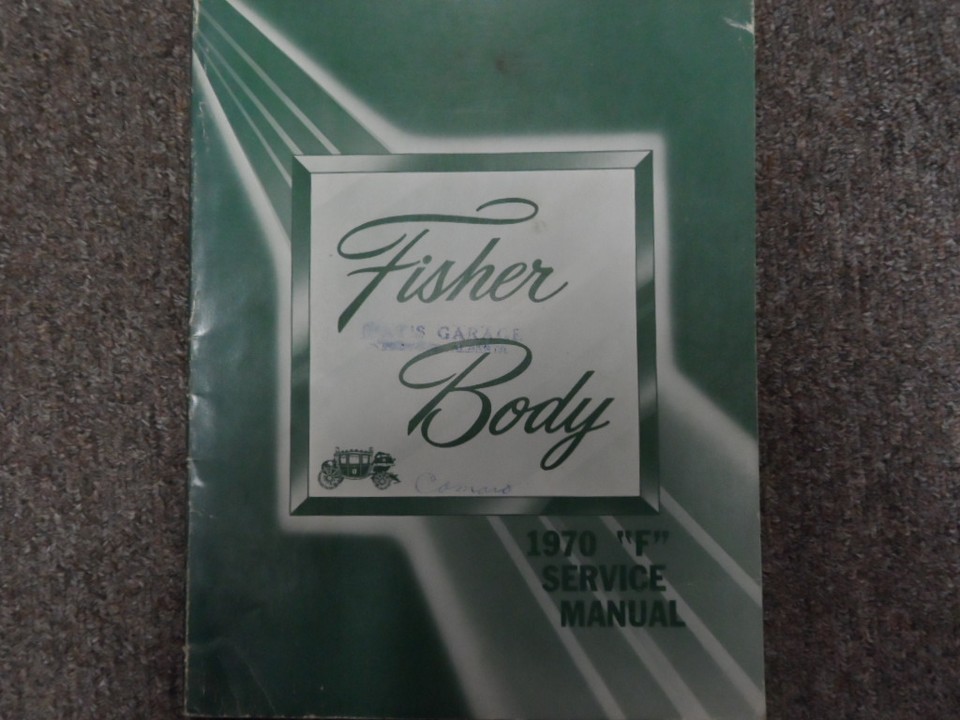 Fisher
GARAGE
Body
Camaro
1970 "F"
SERVICE
MANUAL